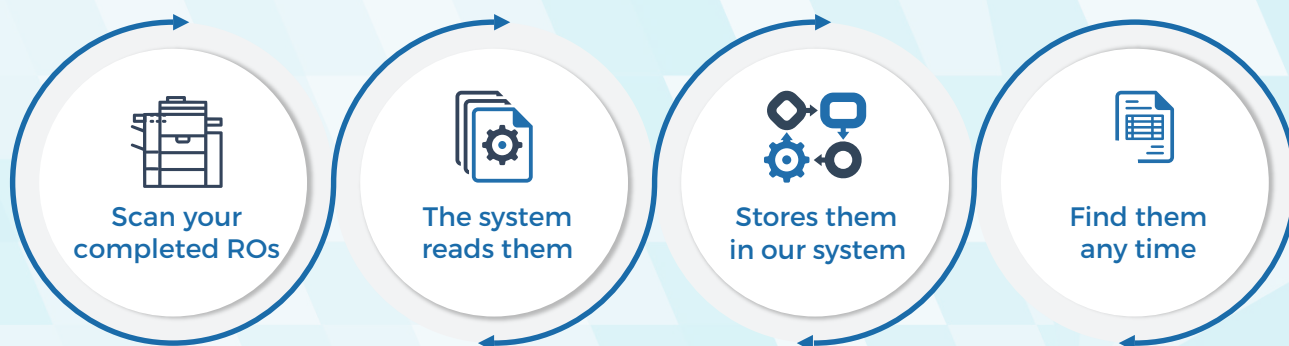 Scan your
completed ROs
The system
reads them
Stores them
in our system
Find them
any time